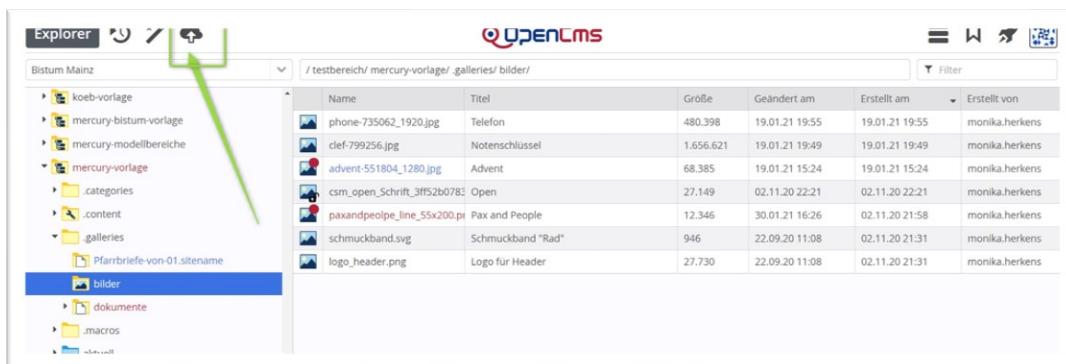 Explorer
OpenCms
Bistum Mainz
/ testbereich/ mercury-vorlage/ .galleries/ bilder/
Filter
koeb-vorlage
mercury-bistum-vorlage
mercury-modellbereiche
mercury-vorlage
.categories
.content
.galleries
Pfarrbriefe-von-01.sitename
bilder
dokumente
.macros
aktuell
Name Titel Größe Geändert am Erstellt am Erstellt von
phone-735062_1920.jpg Telefon 480.398 19.01.21 19:55 19.01.21 19:55 monika.herkens
clef-799256.jpg Notenschlüssel 1.656.621 19.01.21 19:49 19.01.21 19:49 monika.herkens
advent-551804_1280.jpg Advent 68.385 19.01.21 15:24 19.01.21 15:24 monika.herkens
csm_open_Schrift_3ff52b0783 Open 27.149 02.11.20 22:21 02.11.20 22:21 monika.herkens
paxandpeolpe_line_55x200.pr Pax and People 12.346 30.01.21 16:26 02.11.20 21:58 monika.herkens
schmuckband.svg Schmuckband "Rad" 946 22.09.20 11:08 02.11.20 21:31 monika.herkens
logo_header.png Logo für Header 27.730 22.09.20 11:08 02.11.20 21:31 monika.herkens